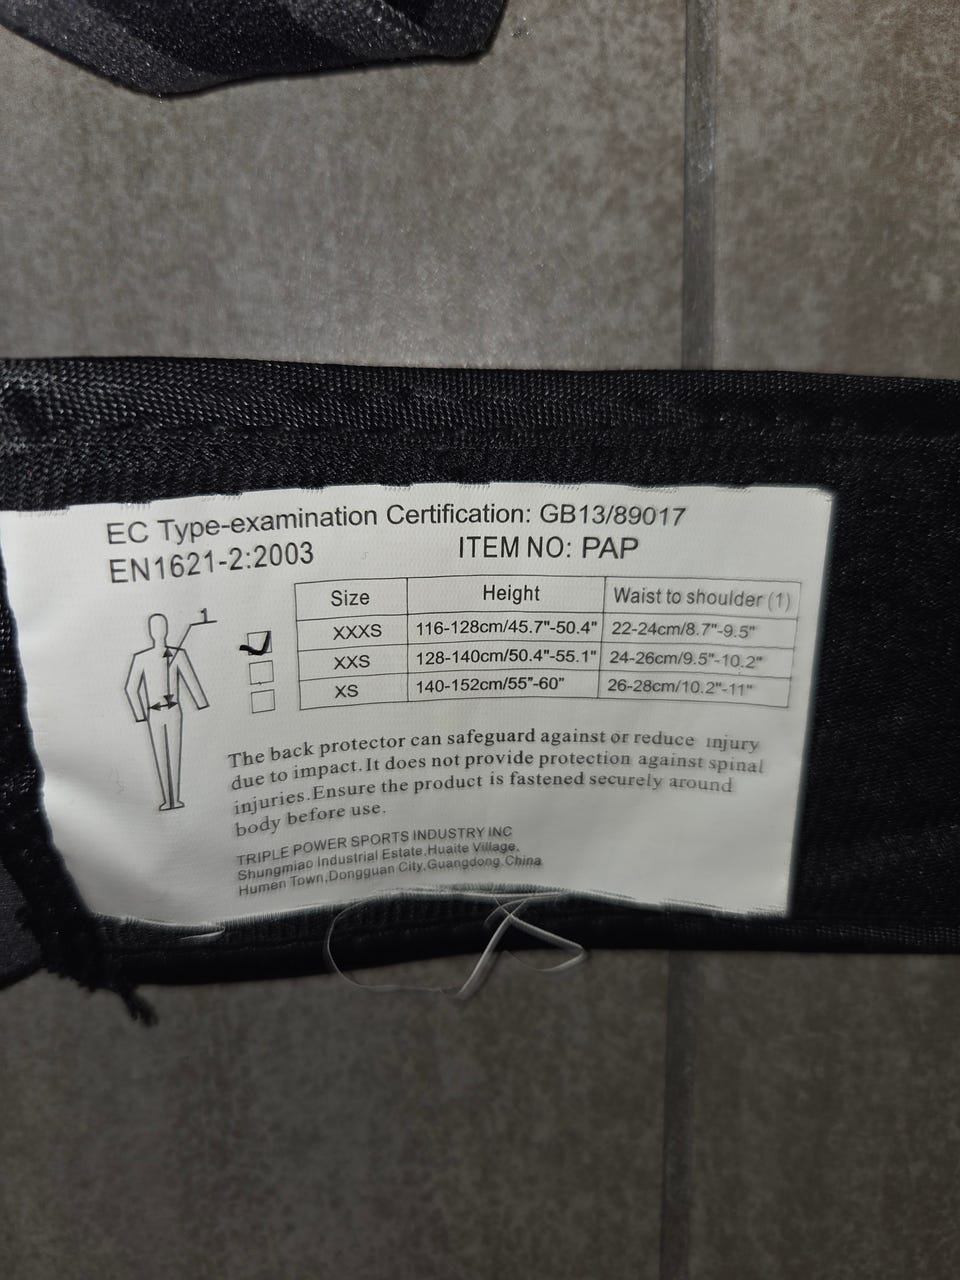 EC Type-examination Certification: GB13/89017
EN1621-2:2003 ITEM NO: PAP
1
Size Height Waist to shoulder (1)
XXXS 116-128cm/45.7"-50.4" 22-24cm/8.7"-9.5"
XXS 128-140cm/50.4"-55.1" 24-26cm/9.5"-10.2"
XS 140-152cm/55"-60" 26-28cm/10.2"-11"
The back protector can safeguard against or reduce injury
due to impact.It does not provide protection against spinal
injuries.Ensure the product is fastened securely around
body before use.
TRIPLE POWER SPORTS INDUSTRY INC
Shungmiao Industrial Estate,Huaite Village,
Humen Town,Dongguan City,Guangdong,China